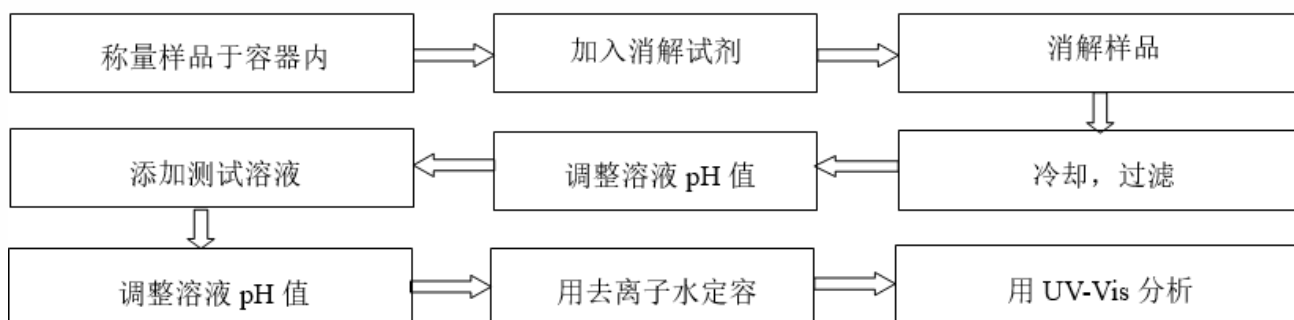 称量样品于容器内
加入消解试剂
消解样品
冷却，过滤
调整溶液 pH 值
添加测试溶液
调整溶液 pH 值
用去离子水定容
用 UV-Vis 分析